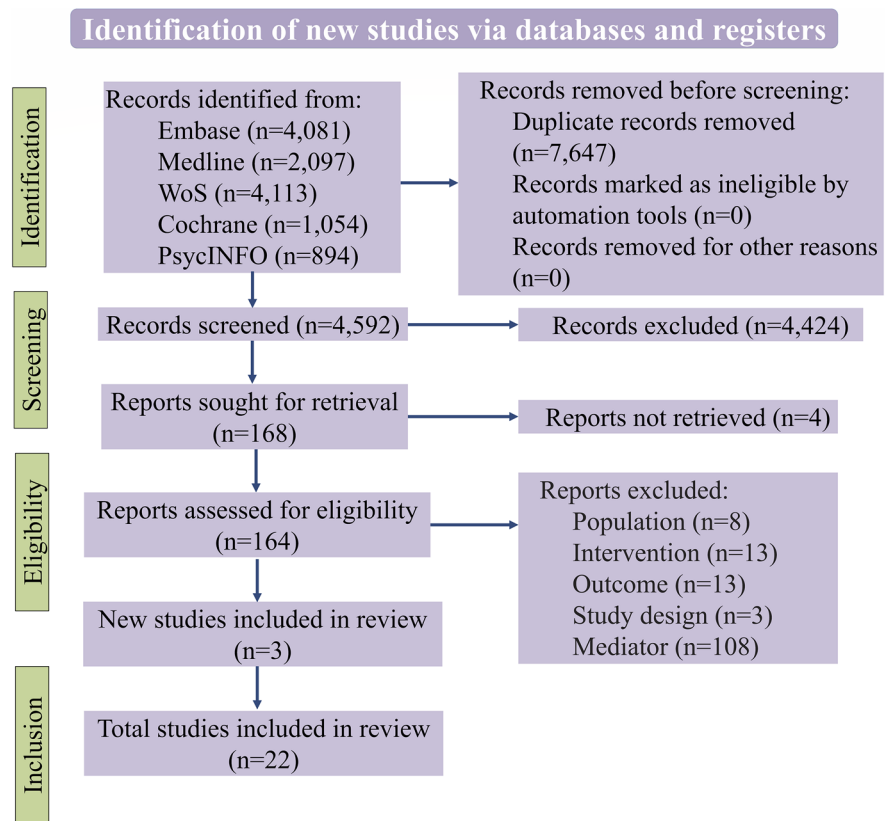 Identification of new studies via databases and registers
Identification
Records identified from:
Embase (n=4,081)
Medline (n=2,097)
WoS (n=4,113)
Cochrane (n=1,054)
PsycINFO (n=894)
Records removed before screening:
Duplicate records removed
(n=7,647)
Records marked as ineligible by
automation tools (n=0)
Records removed for other reasons
(n=0)
Screening
Records screened (n=4,592)
Records excluded (n=4,424)
Reports sought for retrieval
(n=168)
Reports not retrieved (n=4)
Eligibility
Reports assessed for eligibility
(n=164)
Reports excluded:
Population (n=8)
Intervention (n=13)
Outcome (n=13)
Study design (n=3)
Mediator (n=108)
New studies included in review
(n=3)
Inclusion
Total studies included in review
(n=22)